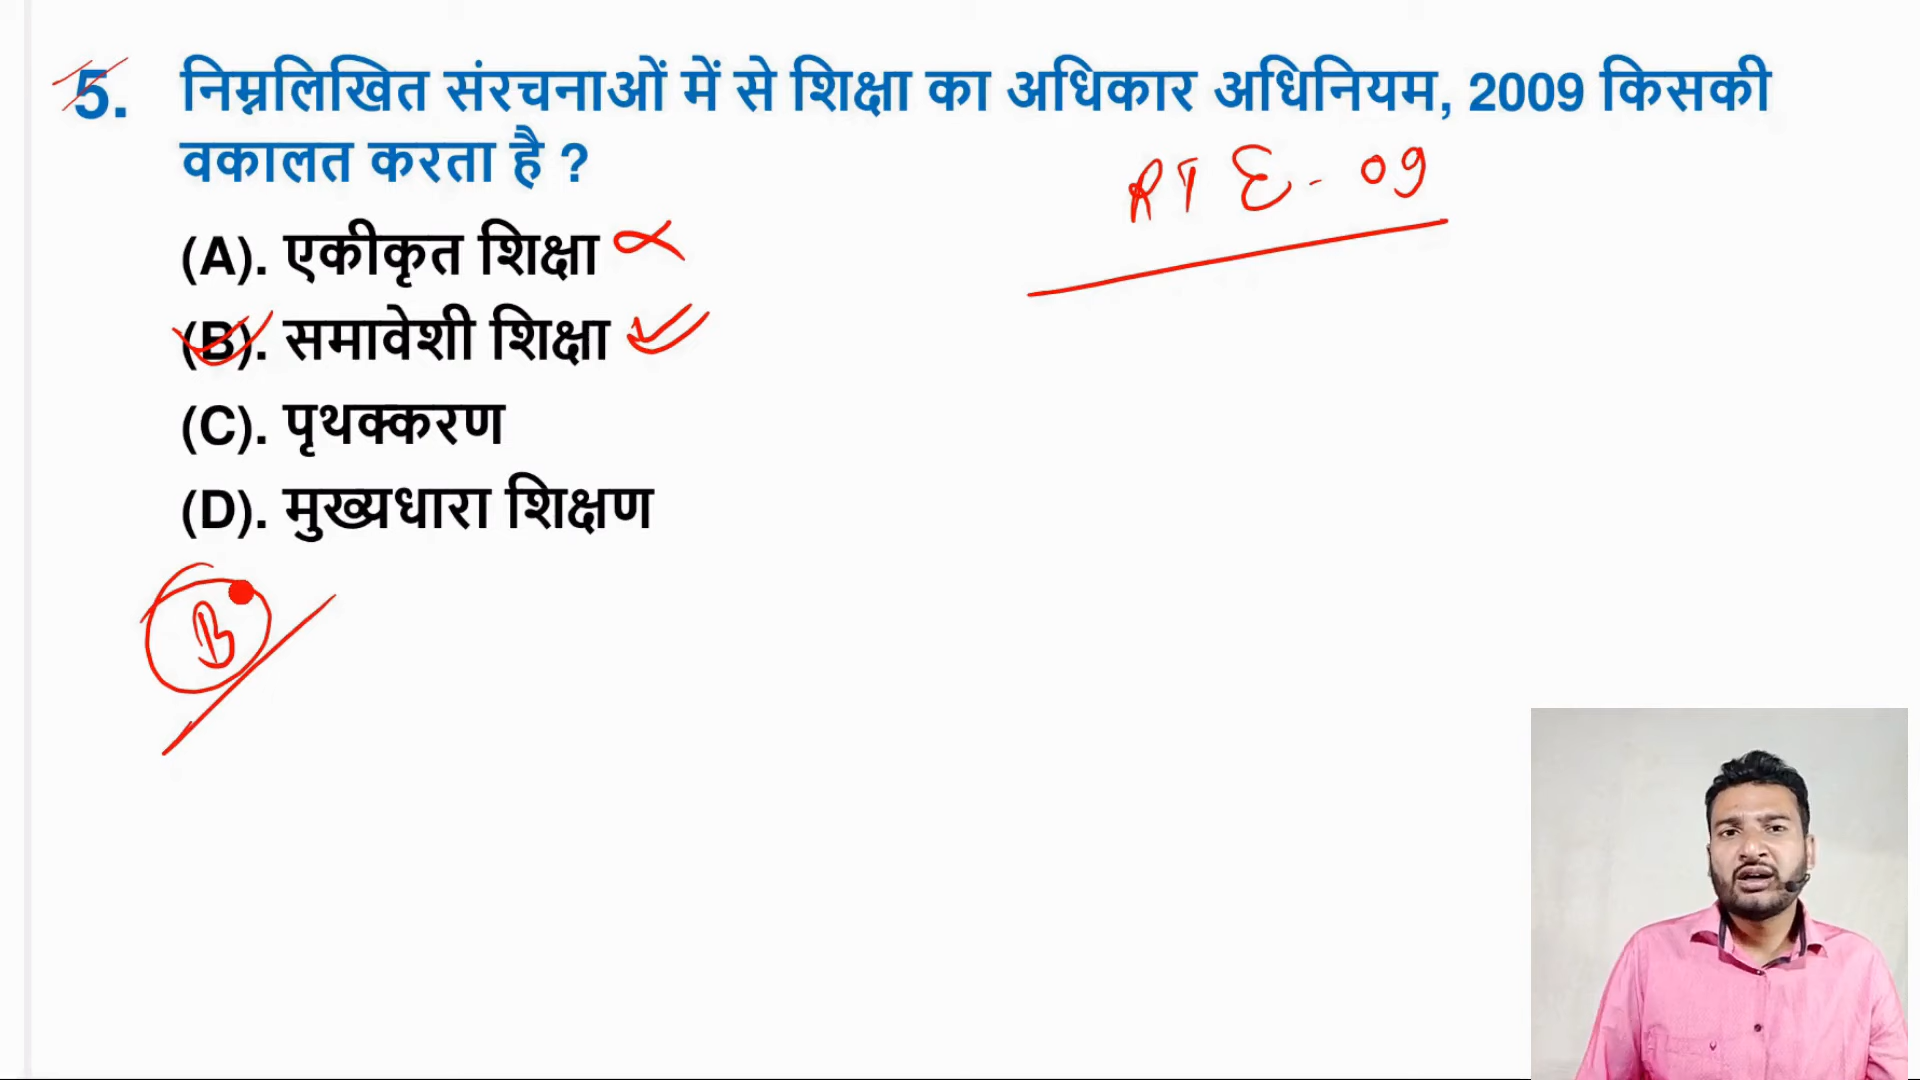 5. निम्नलिखित संरचनाओं में से शिक्षा का अधिकार अधिनियम, 2009 किसकी
वकालत करता है ?
RTE - 09
(A). एकीकृत शिक्षा
(B). समावेशी शिक्षा
(C). पृथक्करण
(D). मुख्यधारा शिक्षण
B